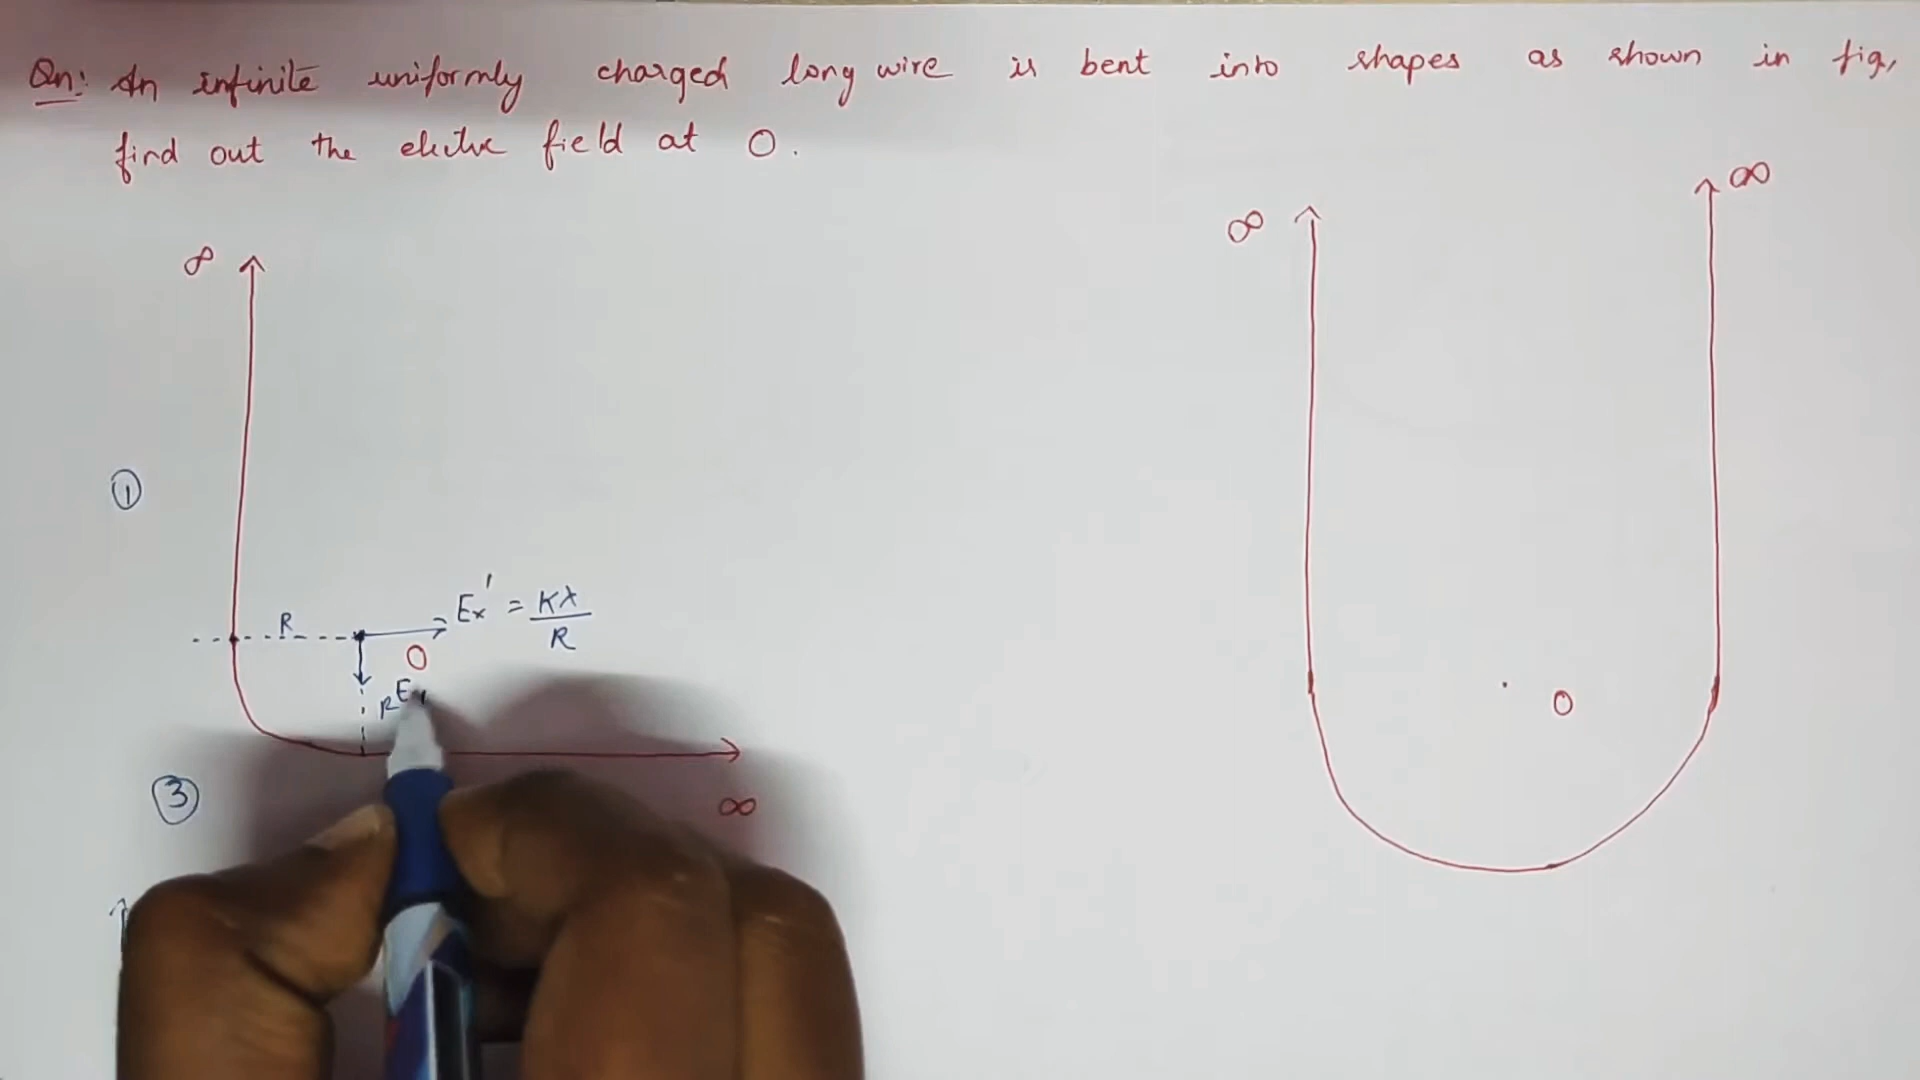 Qn: An infinite uniformly charged long wire is bent into shapes as shown in fig,
find out the electric field at O.
∞
∞
∞
①
Ex' = Kλ/R
R
O
R
O
③
∞